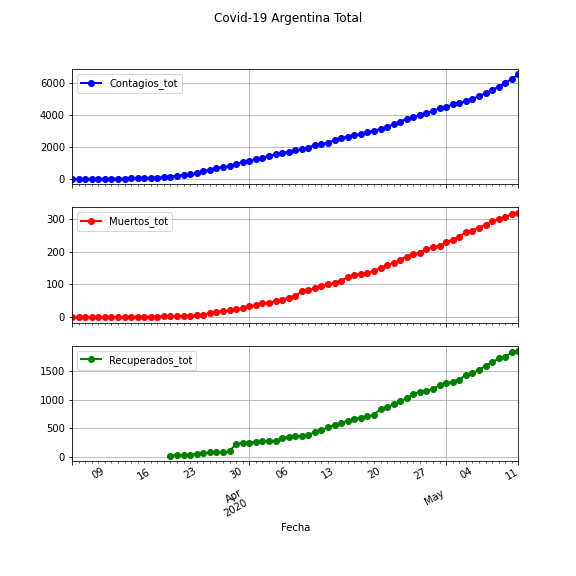 Covid-19 Argentina Total
6000
4000
2000
0
Contagios_tot
300
200
100
0
Muertos_tot
1500
1000
500
0
Recuperados_tot
09 16 23 30 06 13 20 27 04 11
Apr May
2020
Fecha